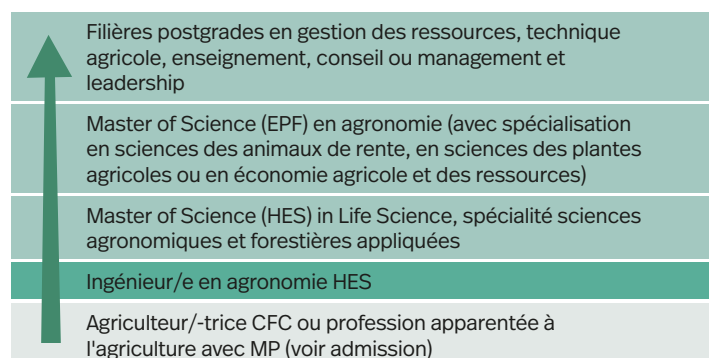 Filières postgrades en gestion des ressources, technique
agricole, enseignement, conseil ou management et
leadership
Master of Science (EPF) en agronomie (avec spécialisation
en sciences des animaux de rente, en sciences des plantes
agricoles ou en économie agricole et des ressources)
Master of Science (HES) in Life Science, spécialité sciences
agronomiques et forestières appliquées
Ingénieur/e en agronomie HES
Agriculteur/-trice CFC ou profession apparentée à
l'agriculture avec MP (voir admission)